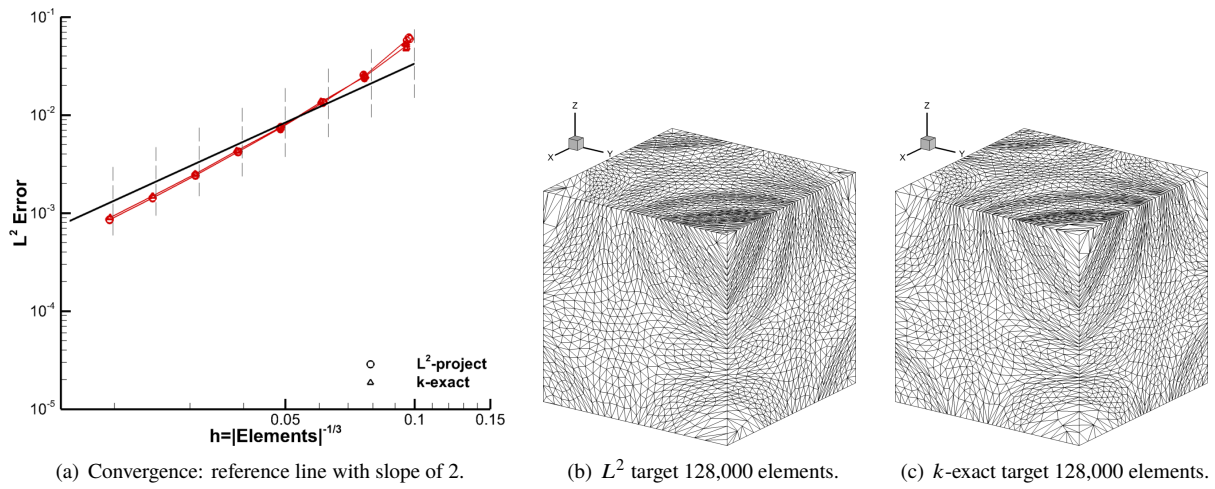 10⁻¹
10⁻²
10⁻³
10⁻⁴
10⁻⁵
L² Error
L²-project
k-exact
0.05
0.1
0.15
h=|Elements|⁻¹ᐟ³
(a) Convergence: reference line with slope of 2.
Z
X
Y
(b) L² target 128,000 elements.
Z
X
Y
(c) k-exact target 128,000 elements.